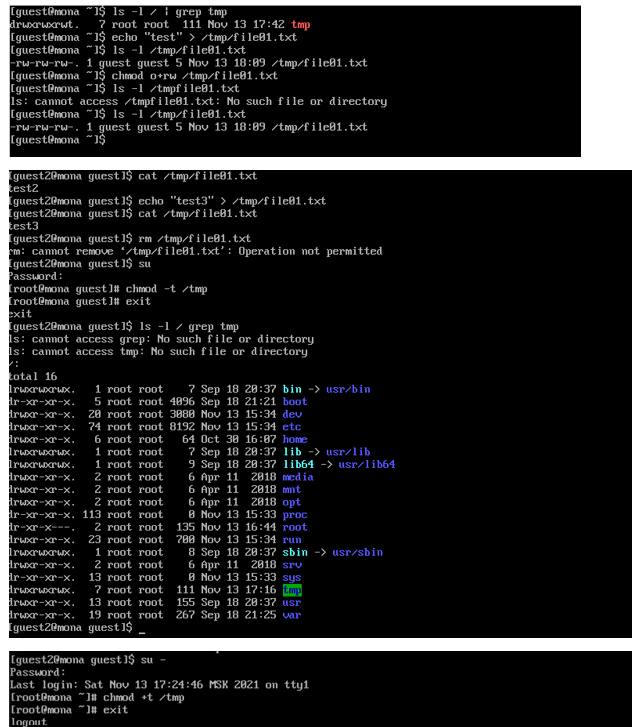 [guest@mona ~]$ ls -l / | grep tmp
drwxrwxrwt.   7 root root  111 Nov 13 17:42 tmp
[guest@mona ~]$ echo "test" > /tmp/file01.txt
[guest@mona ~]$ ls -l /tmp/file01.txt
-rw-rw-rw-. 1 guest guest 5 Nov 13 18:09 /tmp/file01.txt
[guest@mona ~]$ chmod o+rw /tmp/file01.txt
[guest@mona ~]$ ls -l /tmpfile01.txt
ls: cannot access /tmpfile01.txt: No such file or directory
[guest@mona ~]$ ls -l /tmp/file01.txt
-rw-rw-rw-. 1 guest guest 5 Nov 13 18:09 /tmp/file01.txt
[guest@mona ~]$
[guest2@mona guest]$ cat /tmp/file01.txt
test2
[guest2@mona guest]$ echo "test3" > /tmp/file01.txt
[guest2@mona guest]$ cat /tmp/file01.txt
test3
[guest2@mona guest]$ rm /tmp/file01.txt
rm: cannot remove '/tmp/file01.txt': Operation not permitted
[guest2@mona guest]$ su
Password:
[root@mona guest]# chmod -t /tmp
[root@mona guest]# exit
exit
[guest2@mona guest]$ ls -l / grep tmp
ls: cannot access grep: No such file or directory
ls: cannot access tmp: No such file or directory
/:
total 16
lrwxrwxrwx.   1 root root    7 Sep 18 20:37 bin -> usr/bin
dr-xr-xr-x.   5 root root 4096 Sep 18 21:21 boot
drwxr-xr-x.  20 root root 3080 Nov 13 15:34 dev
drwxr-xr-x.  74 root root 8192 Nov 13 15:34 etc
drwxr-xr-x.   6 root root   64 Oct 30 16:07 home
lrwxrwxrwx.   1 root root    7 Sep 18 20:37 lib -> usr/lib
lrwxrwxrwx.   1 root root    9 Sep 18 20:37 lib64 -> usr/lib64
drwxr-xr-x.   2 root root    6 Apr 11  2018 media
drwxr-xr-x.   2 root root    6 Apr 11  2018 mnt
drwxr-xr-x.   2 root root    6 Apr 11  2018 opt
dr-xr-xr-x. 113 root root    0 Nov 13 15:33 proc
dr-xr-x---.   2 root root  135 Nov 13 16:44 root
drwxr-xr-x.  23 root root  700 Nov 13 15:34 run
lrwxrwxrwx.   1 root root    8 Sep 18 20:37 sbin -> usr/sbin
drwxr-xr-x.   2 root root    6 Apr 11  2018 srv
dr-xr-xr-x.  13 root root    0 Nov 13 15:33 sys
drwxrwxrwx.   7 root root  111 Nov 13 17:16 tmp
drwxr-xr-x.  13 root root  155 Sep 18 20:37 usr
drwxr-xr-x.  19 root root  267 Sep 18 21:25 var
[guest2@mona guest]$ _
[guest2@mona guest]$ su -
Password:
Last login: Sat Nov 13 17:24:46 MSK 2021 on tty1
[root@mona ~]# chmod +t /tmp
[root@mona ~]# exit
logout